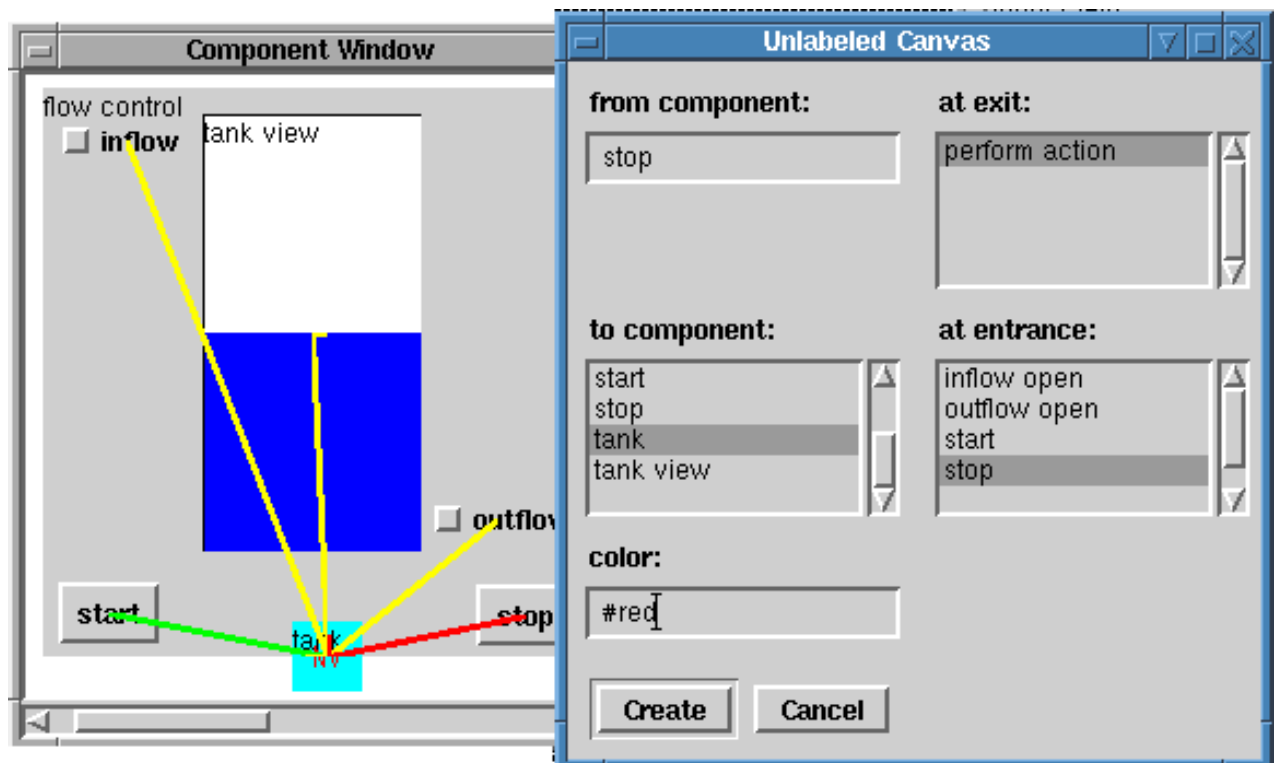 Component Window
flow control
inflow
tank view
outflow
start
stop
tank
NV
Unlabeled Canvas
from component:
at exit:
stop
perform action
to component:
at entrance:
start
stop
tank
tank view
inflow open
outflow open
start
stop
color:
#red
Create
Cancel